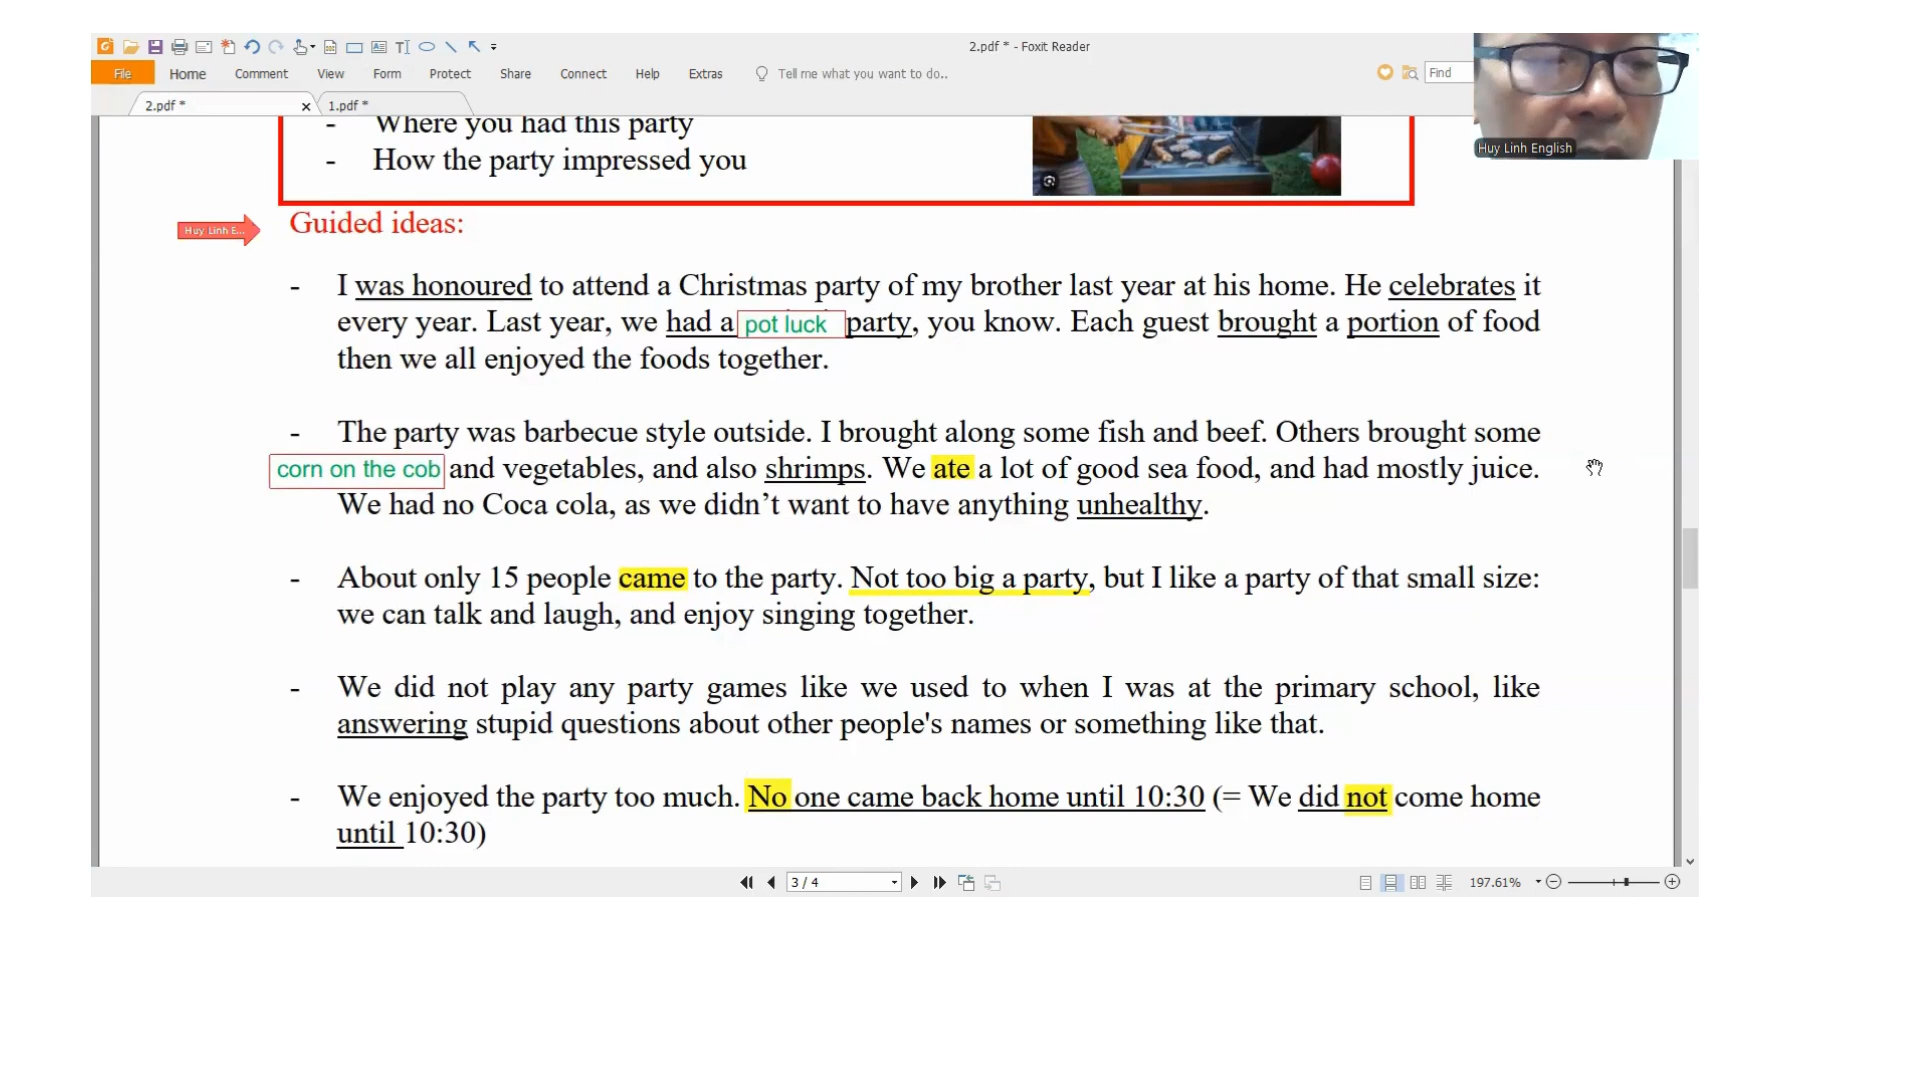 2.pdf * - Foxit Reader
File Home Comment View Form Protect Share Connect Help Extras Tell me what you want to do.. Find
2.pdf * 1.pdf *
- Where you had this party
- How the party impressed you
Huy Linh English
Huy Linh E...
Guided ideas:
- I was honoured to attend a Christmas party of my brother last year at his home. He celebrates it
every year. Last year, we had a pot luck party, you know. Each guest brought a portion of food
then we all enjoyed the foods together.
- The party was barbecue style outside. I brought along some fish and beef. Others brought some
corn on the cob and vegetables, and also shrimps. We ate a lot of good sea food, and had mostly juice.
We had no Coca cola, as we didn’t want to have anything unhealthy.
- About only 15 people came to the party. Not too big a party, but I like a party of that small size:
we can talk and laugh, and enjoy singing together.
- We did not play any party games like we used to when I was at the primary school, like
answering stupid questions about other people's names or something like that.
- We enjoyed the party too much. No one came back home until 10:30 (= We did not come home
until 10:30)
3 / 4 197.61%